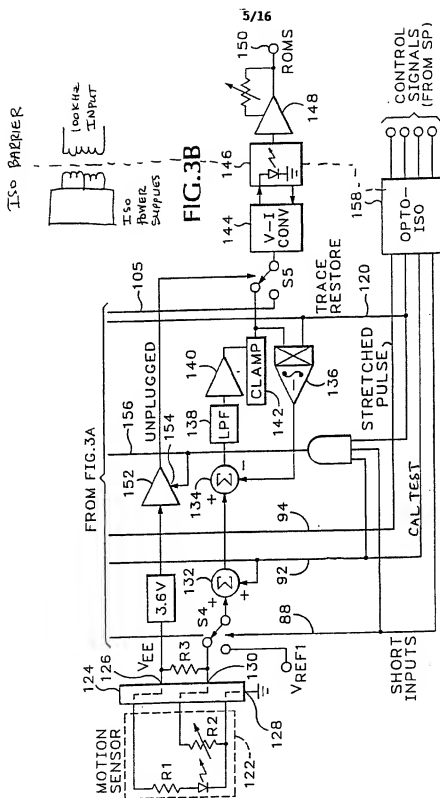 5/16
ISO BARRIER
100KHZ
INPUT
ISO
POWER
SUPPLIES
FIG.3B
FROM FIG.3A
MOTION
SENSOR
R1
R2
122
124
126
VEE
128
R3
130
VREF1
S4
3.6V
152
154
156
UNPLUGGED
105
132
Σ
+
+
134
Σ
+
-
138
LPF
140
CLAMP
142
136
∫
S5
144
V-I
CONV
146
148
150
ROMS
TRACE
RESTORE
120
STRETCHED
PULSE
88
92
94
SHORT
INPUTS
CAL TEST
158
OPTO-
ISO
CONTROL
SIGNALS
(FROM SP)